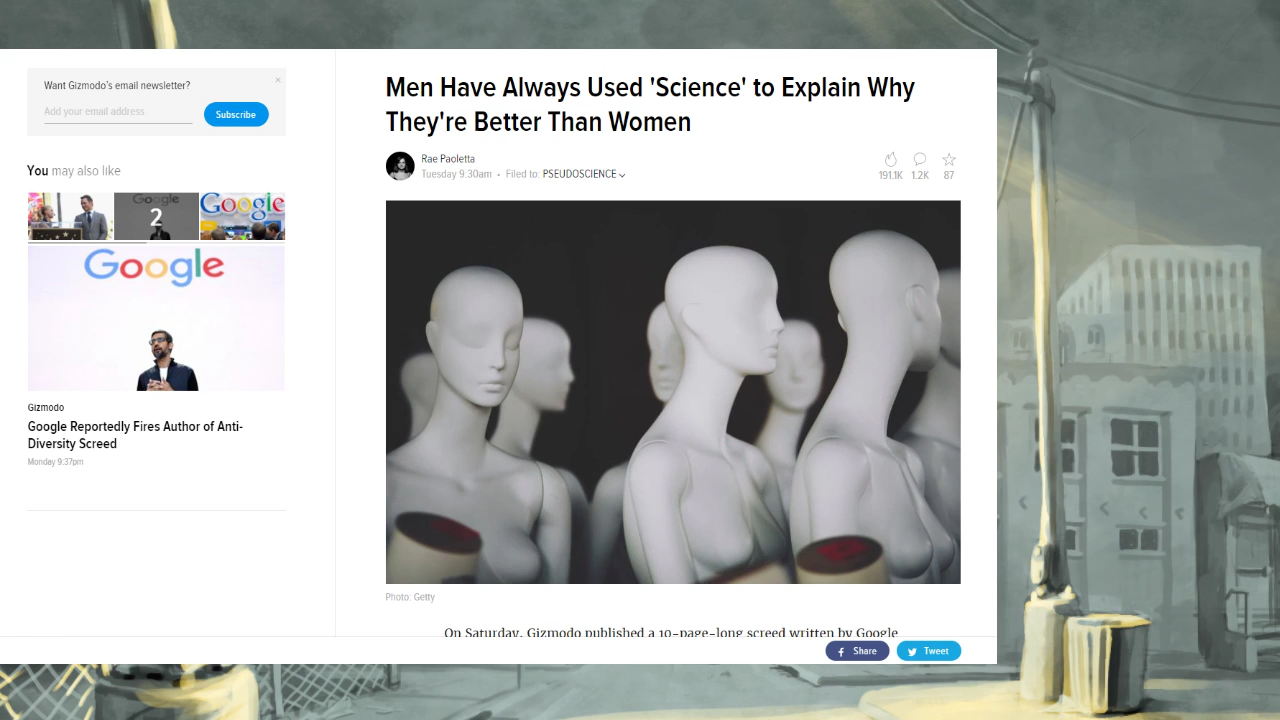 Want Gizmodo's email newsletter?
×
Add your email address
Subscribe
You may also like
Google
2
Google
Google
Gizmodo
Google Reportedly Fires Author of Anti-
Diversity Screed
Monday 9:37pm
Men Have Always Used 'Science' to Explain Why
They're Better Than Women
Rae Paoletta
Tuesday 9:30am • Filed to: PSEUDOSCIENCE
191.1K 1.2K 87
Photo: Getty
On Saturday, Gizmodo published a 10-page-long screed written by Google
Share
Tweet